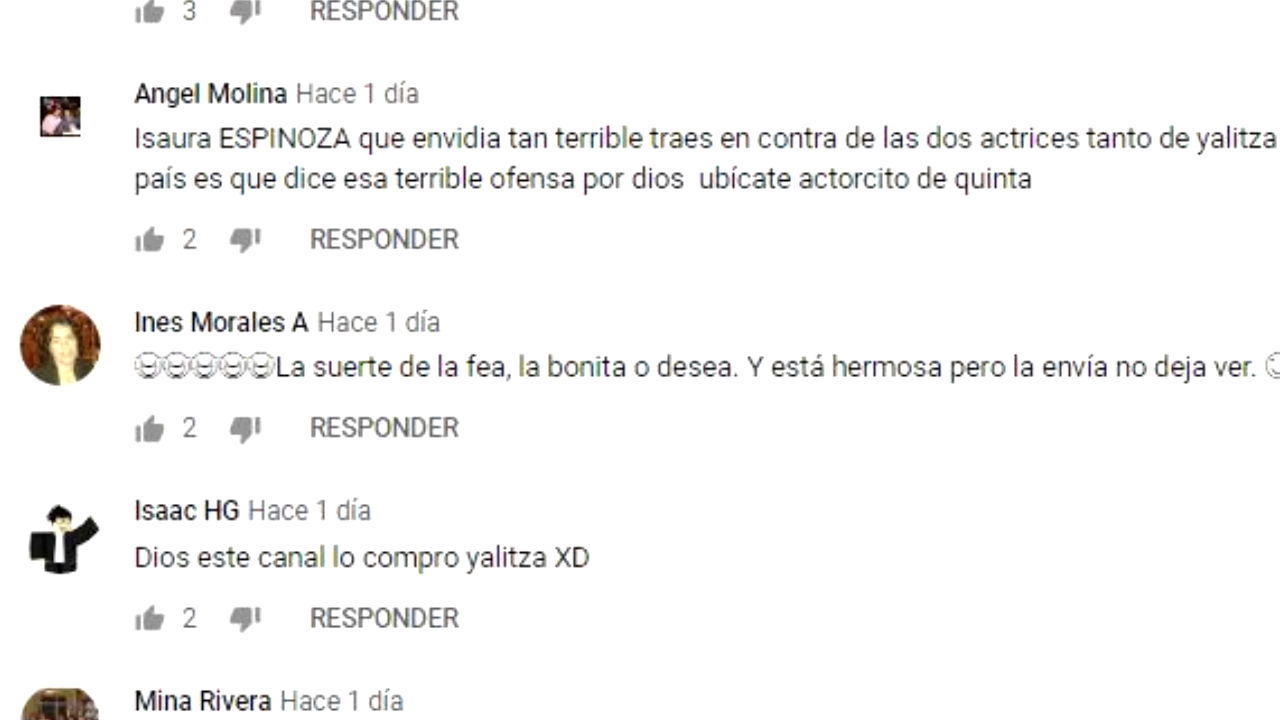 3 RESPONDER
Angel Molina Hace 1 día
Isaura ESPINOZA que envidia tan terrible traes en contra de las dos actrices tanto de yalitza
país es que dice esa terrible ofensa por dios ubícate actorcito de quinta
2 RESPONDER
Ines Morales A Hace 1 día
La suerte de la fea, la bonita o desea. Y está hermosa pero la envía no deja ver.
2 RESPONDER
Isaac HG Hace 1 día
Dios este canal lo compro yalitza XD
2 RESPONDER
Mina Rivera Hace 1 día